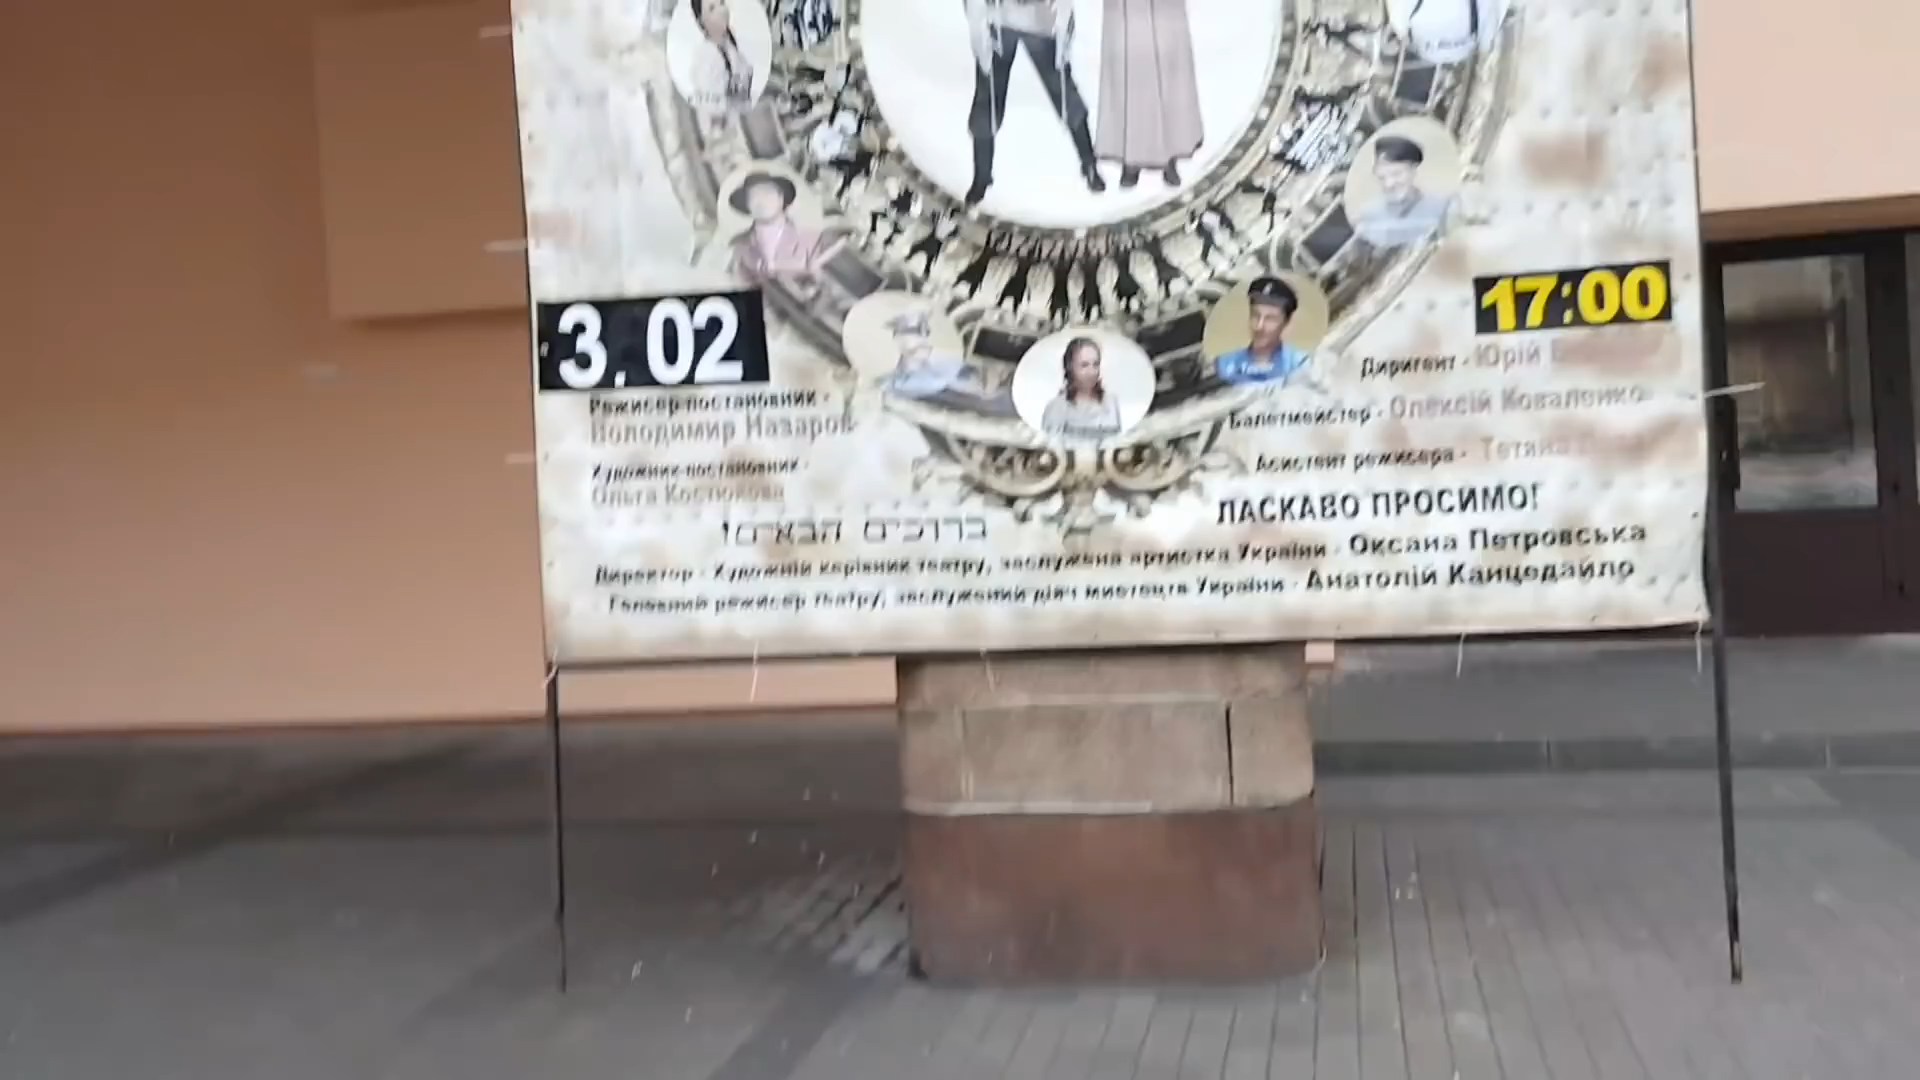 3.02
17:00
Режисер-постановник -
Володимир Назаров
Художник-постановник -
Ольга Костюкова
Диригент - Юрій
Балетмейстер - Олексій Коваленко
Асистент режисера - Тетяна
ЛАСКАВО ПРОСИМО!
ברוכים הבאים!
Директор - Художній керівник театру, заслужена артистка України - Оксана Петровська
Головний режисер театру, заслужений діяч мистецтв України - Анатолій Канцедайло